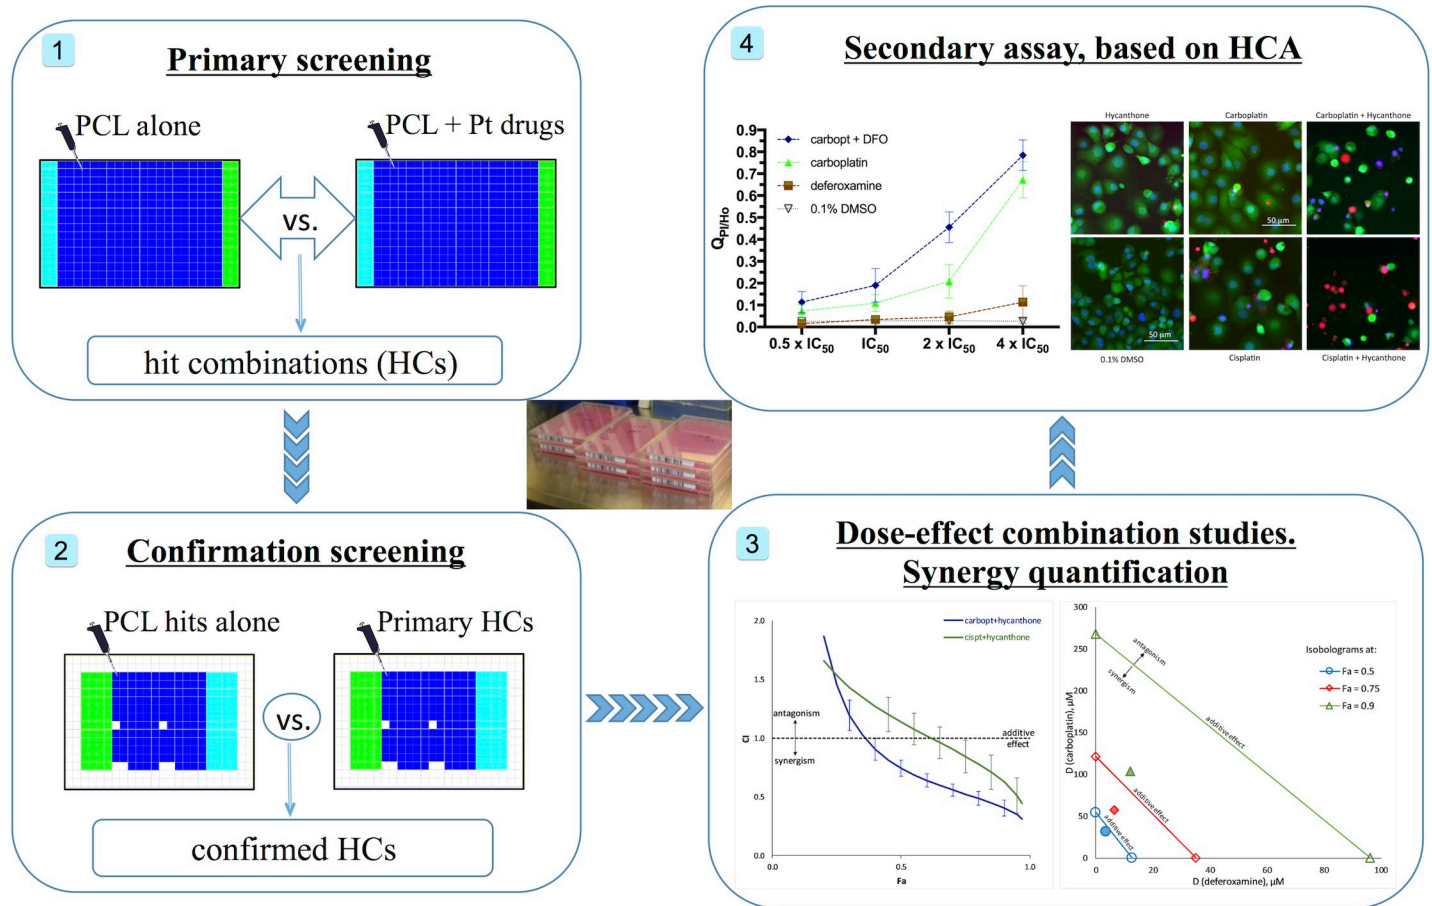 1
Primary screening
PCL alone
PCL + Pt drugs
vs.
hit combinations (HCs)
2
Confirmation screening
PCL hits alone
Primary HCs
vs.
confirmed HCs
3
Dose-effect combination studies.
Synergy quantification
2.0
1.5
1.0
0.5
0.0
CI
carbopt+hycanthone
cispt+hycanthone
antagonism
synergism
additive
effect
0.0
0.5
1.0
Fa
300
250
200
150
100
50
0
D (carboplatin), µM
antagonism
synergism
additive effect
additive effect
additive effect
Isobolograms at:
Fa = 0.5
Fa = 0.75
Fa = 0.9
0
20
40
60
80
100
D (deferoxamine), µM
4
Secondary assay, based on HCA
0.9
0.8
0.7
0.6
0.5
0.4
0.3
0.2
0.1
0.0
QPI/Ho
carbopt + DFO
carboplatin
deferoxamine
0.1% DMSO
0.5 x IC50
IC50
2 x IC50
4 x IC50
Hycanthone
Carboplatin
Carboplatin + Hycanthone
50 µm
50 µm
0.1% DMSO
Cisplatin
Cisplatin + Hycanthone